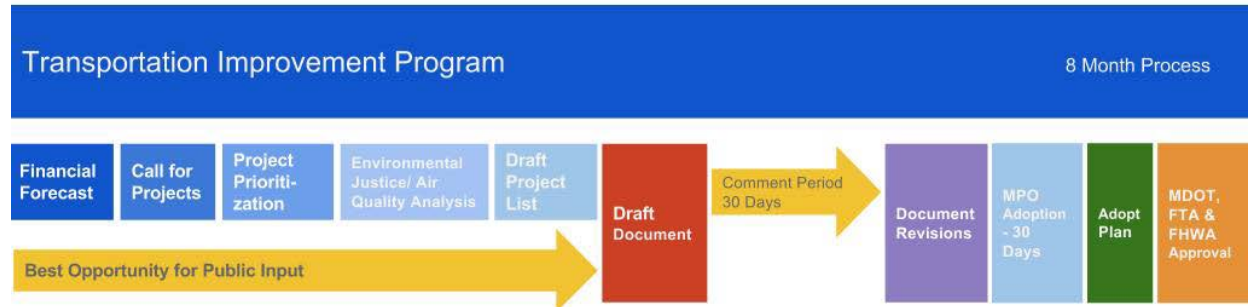 Transportation Improvement Program
8 Month Process
Financial
Forecast
Call for
Projects
Project
Prioriti-
zation
Environmental
Justice/ Air
Quality Analysis
Draft
Project
List
Best Opportunity for Public Input
Draft
Document
Comment Period
30 Days
Document
Revisions
MPO
Adoption
- 30
Days
Adopt
Plan
MDOT,
FTA &
FHWA
Approval